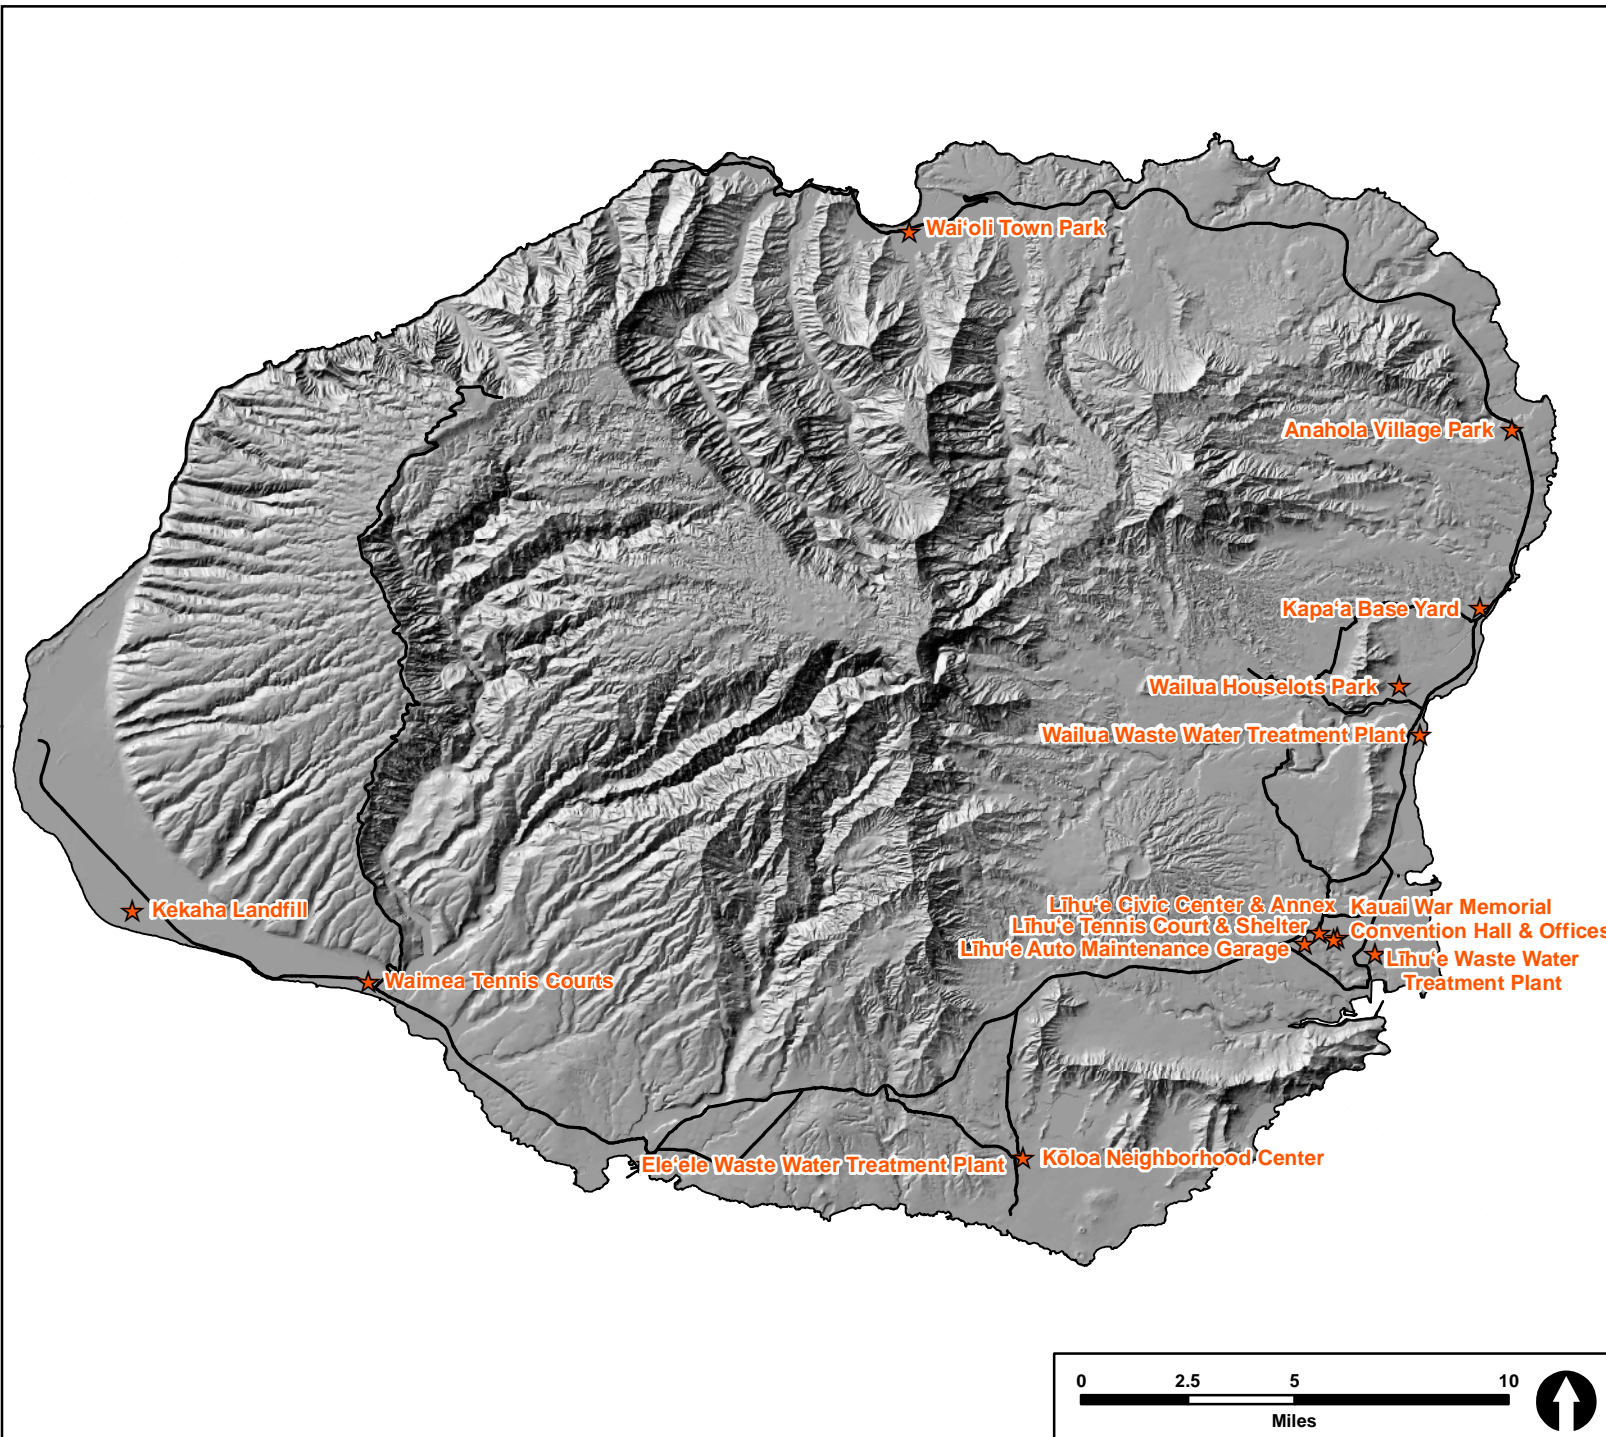 Wai‘oli Town Park
Anahola Village Park
Kapa‘a Base Yard
Wailua Houselots Park
Wailua Waste Water Treatment Plant
Līhu‘e Civic Center & Annex
Kauai War Memorial
Convention Hall & Offices
Līhu‘e Tennis Court & Shelter
Līhu‘e Auto Maintenance Garage
Līhu‘e Waste Water
Treatment Plant
Kekaha Landfill
Waimea Tennis Courts
Ele‘ele Waste Water Treatment Plant
Kōloa Neighborhood Center
0 2.5 5 10
Miles